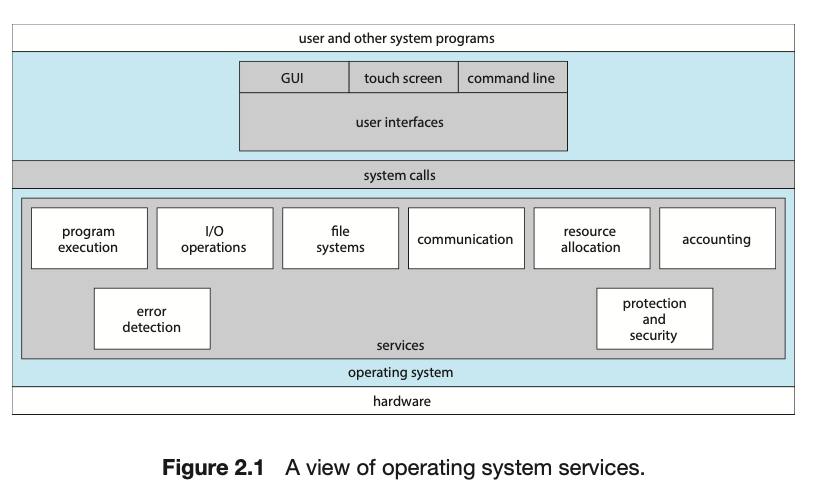 user and other system programs
GUI touch screen command line
user interfaces
system calls
program
execution
I/O
operations
file
systems
communication
resource
allocation
accounting
error
detection
protection
and
security
services
operating system
hardware
Figure 2.1 A view of operating system services.